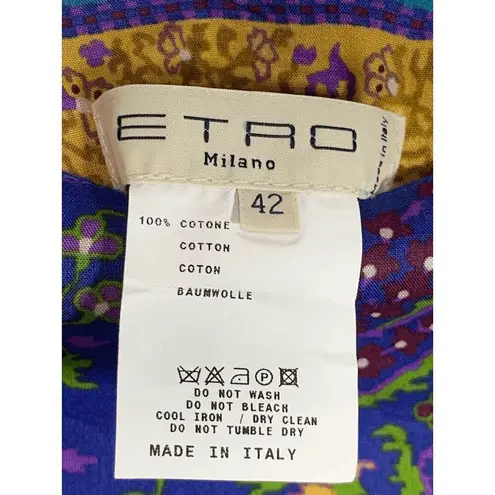 ETRO
Milano
Made in Italy
42
100% COTONE
COTTON
COTON
BAUMWOLLE
P
DO NOT WASH
DO NOT BLEACH
COOL IRON / DRY CLEAN
DO NOT TUMBLE DRY
MADE IN ITALY